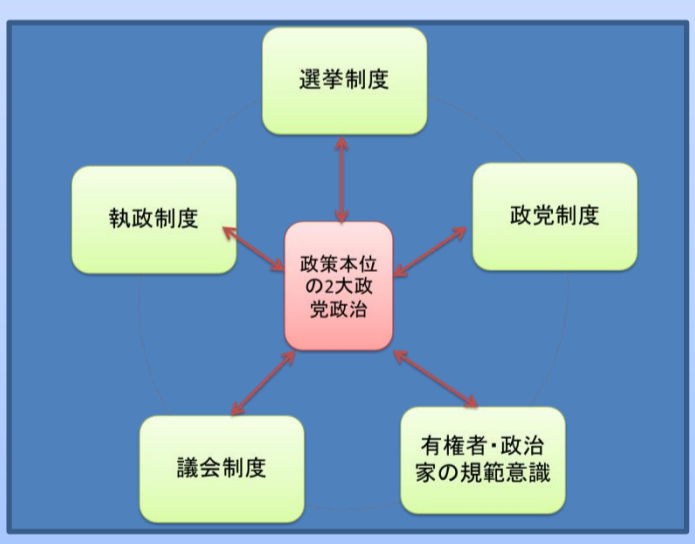 選挙制度
執政制度
政党制度
政策本位
の2大政
党政治
議会制度
有権者・政治
家の規範意識